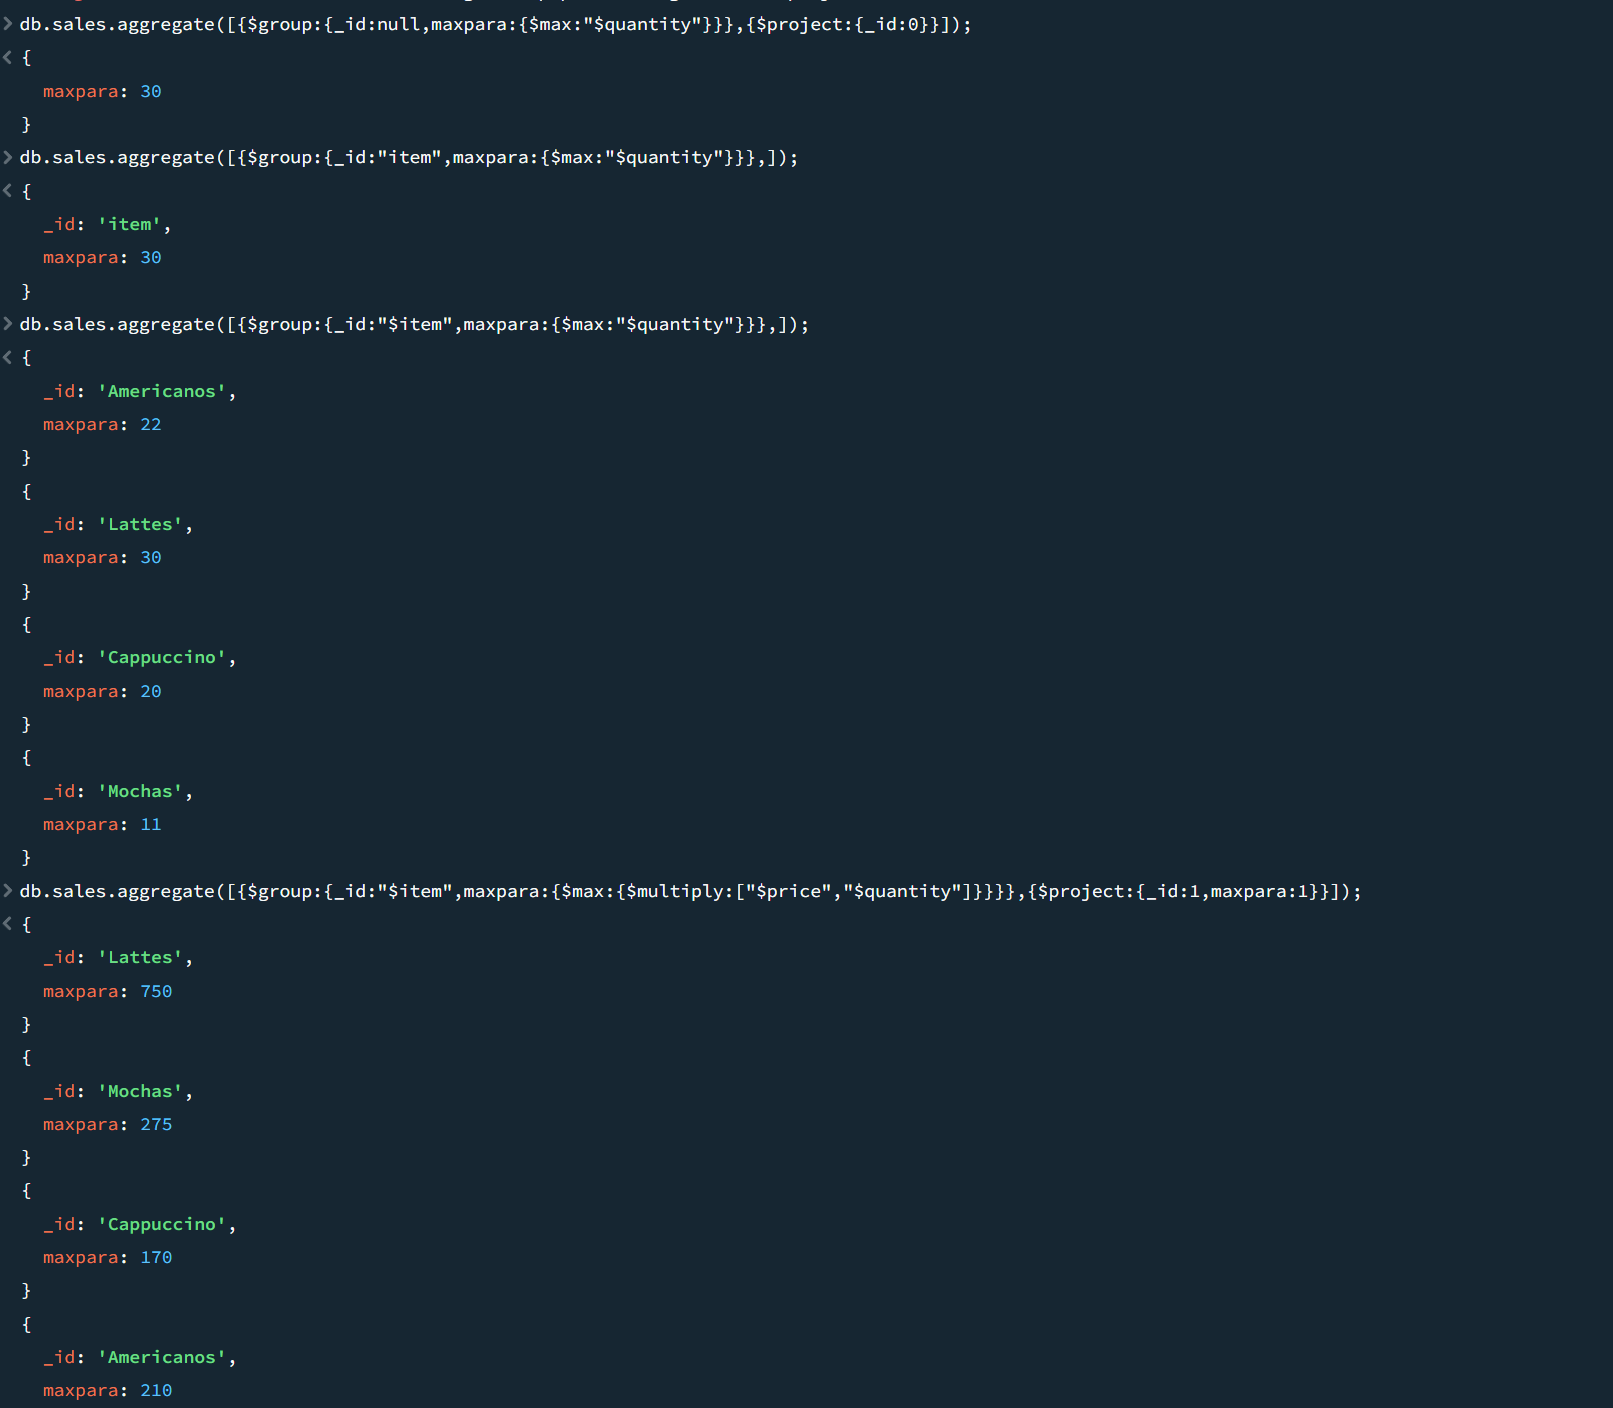 > db.sales.aggregate([{$group:{_id:null,maxpara:{$max:"$quantity"}}},{$project:{_id:0}}]);
< {
maxpara: 30
}
> db.sales.aggregate([{$group:{_id:"item",maxpara:{$max:"$quantity"}}},]);
< {
_id: 'item',
maxpara: 30
}
> db.sales.aggregate([{$group:{_id:"$item",maxpara:{$max:"$quantity"}}},]);
< {
_id: 'Americanos',
maxpara: 22
}
{
_id: 'Lattes',
maxpara: 30
}
{
_id: 'Cappuccino',
maxpara: 20
}
{
_id: 'Mochas',
maxpara: 11
}
> db.sales.aggregate([{$group:{_id:"$item",maxpara:{$max:{$multiply:["$price","$quantity"]}}}},{$project:{_id:1,maxpara:1}}]);
< {
_id: 'Lattes',
maxpara: 750
}
{
_id: 'Mochas',
maxpara: 275
}
{
_id: 'Cappuccino',
maxpara: 170
}
{
_id: 'Americanos',
maxpara: 210